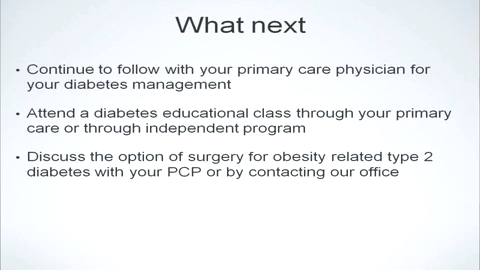 What next
• Continue to follow with your primary care physician for
your diabetes management
• Attend a diabetes educational class through your primary
care or through independent program
• Discuss the option of surgery for obesity related type 2
diabetes with your PCP or by contacting our office